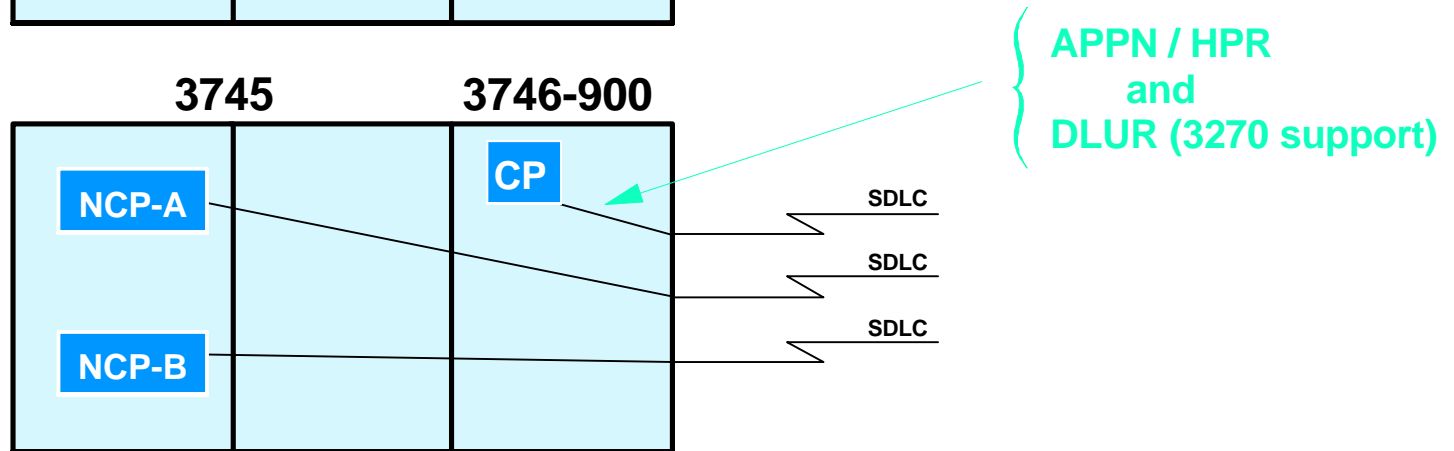 APPN / HPR
and
DLUR (3270 support)
3745
3746-900
CP
NCP-A
SDLC
SDLC
SDLC
NCP-B